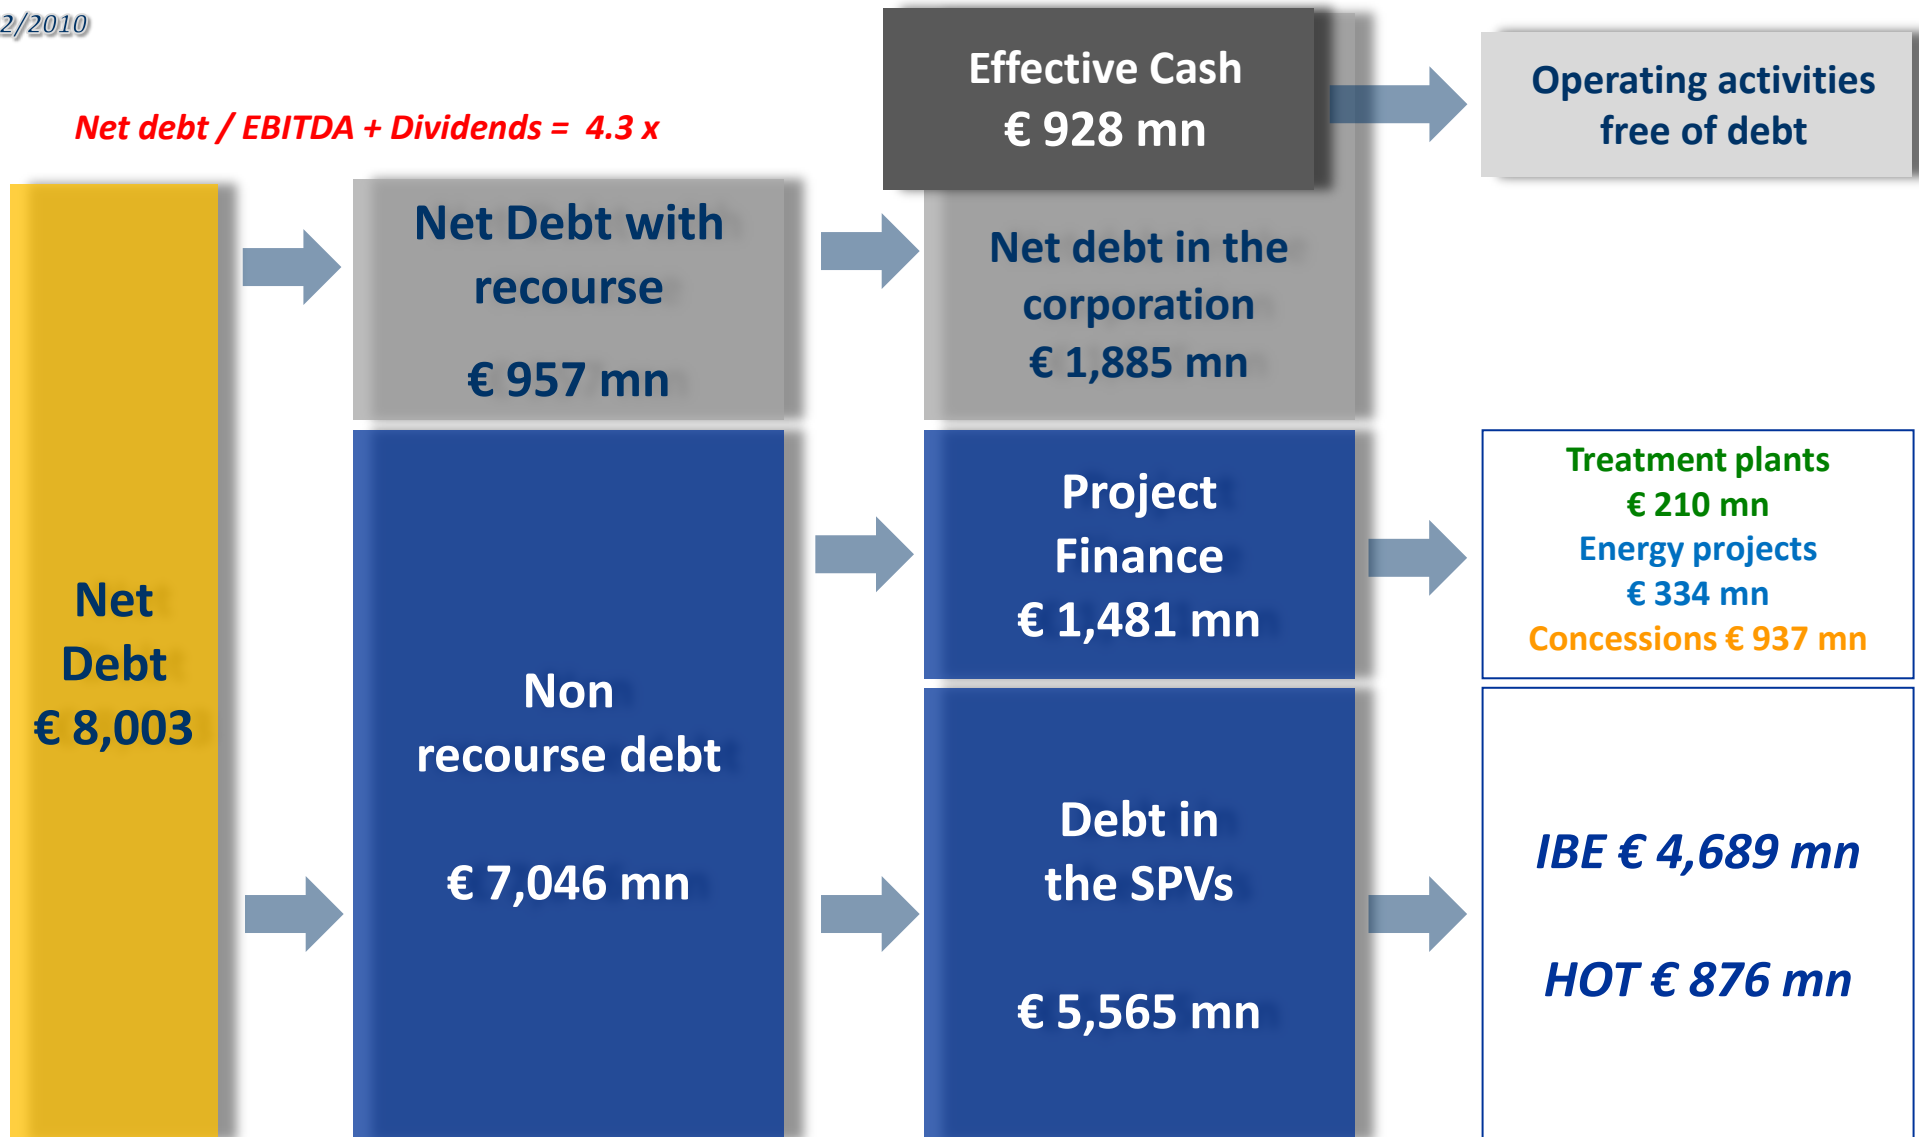 2/2010
Net debt / EBITDA + Dividends = 4.3 x
Effective Cash
€ 928 mn
Operating activities
free of debt
Net Debt with
recourse
€ 957 mn
Net debt in the
corporation
€ 1,885 mn
Net
Debt
€ 8,003
Non
recourse debt
€ 7,046 mn
Project
Finance
€ 1,481 mn
Treatment plants
€ 210 mn
Energy projects
€ 334 mn
Concessions € 937 mn
Debt in
the SPVs
€ 5,565 mn
IBE € 4,689 mn
HOT € 876 mn